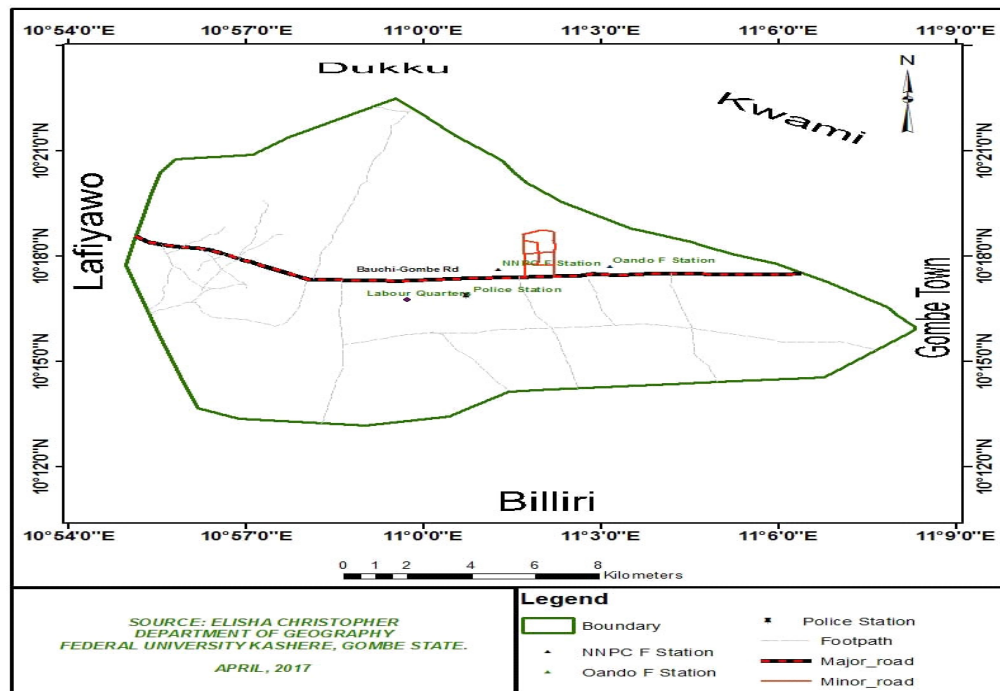 10°54'0"E 10°57'0"E 11°0'0"E 11°3'0"E 11°6'0"E 11°9'0"E
Dukku
N
Kwami
10°21'0"N
10°21'0"N
Lafiyawo
10°18'0"N
10°18'0"N
NNPC F Station
Oando F Station
Bauchi-Gombe Rd
Labour Quarters
Police Station
Gombe Town
10°15'0"N
10°15'0"N
10°12'0"N
10°12'0"N
Billiri
10°54'0"E 10°57'0"E 11°0'0"E 11°3'0"E 11°6'0"E 11°9'0"E
0 1 2 4 6 8
Kilometers
SOURCE: ELISHA CHRISTOPHER
DEPARTMENT OF GEOGRAPHY
FEDERAL UNIVERSITY KASHERE, GOMBE STATE.
APRIL, 2017
Legend
Boundary
NNPC F Station
Oando F Station
Police Station
Footpath
Major_road
Minor_road